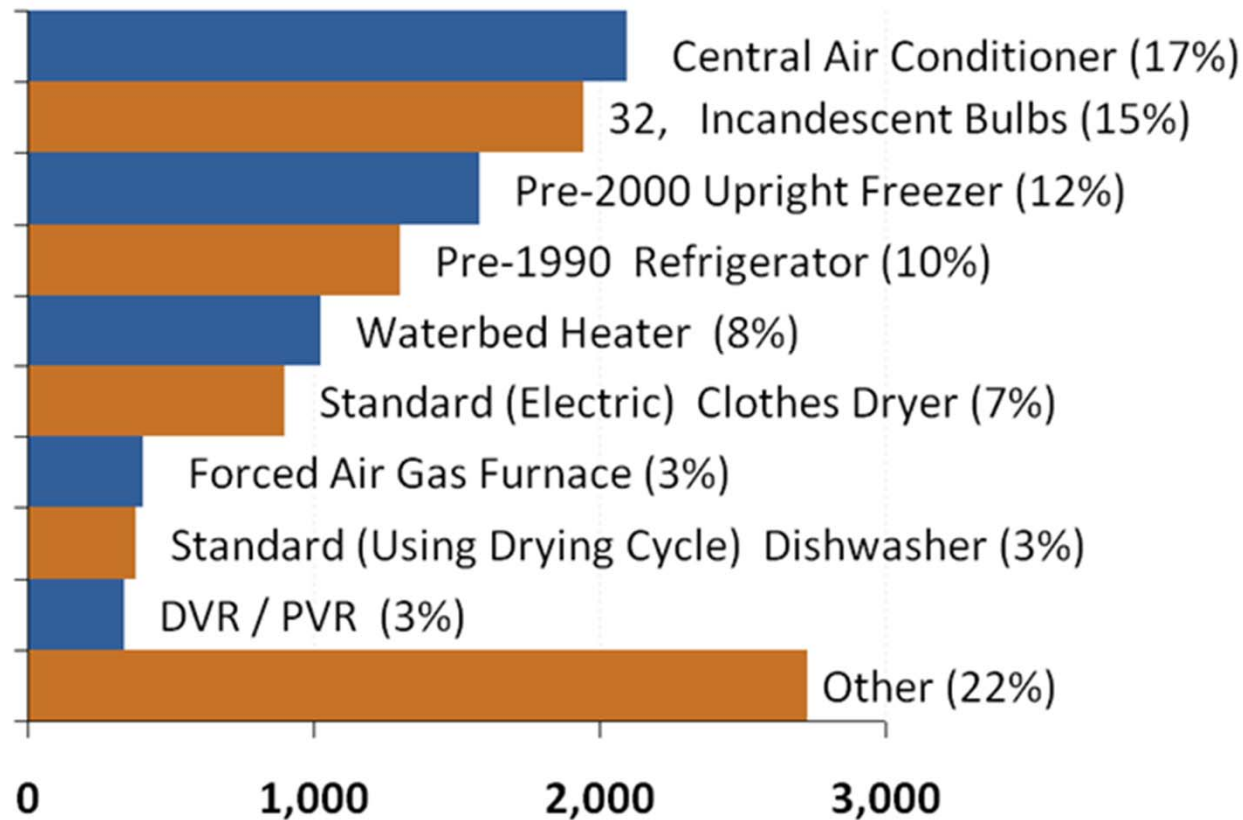 Central Air Conditioner (17%)
32, Incandescent Bulbs (15%)
Pre-2000 Upright Freezer (12%)
Pre-1990 Refrigerator (10%)
Waterbed Heater (8%)
Standard (Electric) Clothes Dryer (7%)
Forced Air Gas Furnace (3%)
Standard (Using Drying Cycle) Dishwasher (3%)
DVR / PVR (3%)
Other (22%)
0 1,000 2,000 3,000